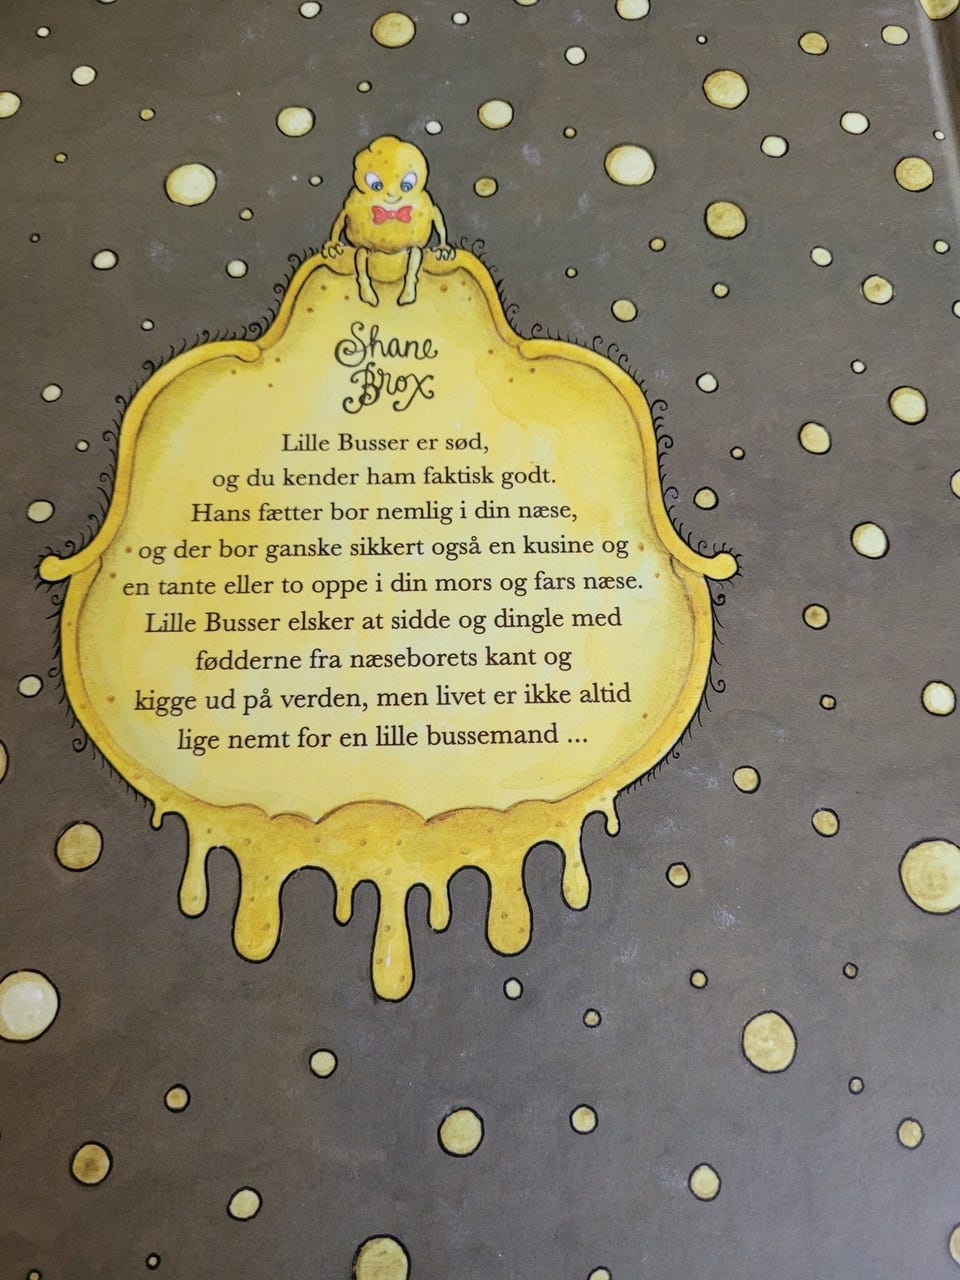 Shane
Brox
Lille Busser er sød,
og du kender ham faktisk godt.
Hans fætter bor nemlig i din næse,
og der bor ganske sikkert også en kusine og
en tante eller to oppe i din mors og fars næse.
Lille Busser elsker at sidde og dingle med
fødderne fra næseborets kant og
kigge ud på verden, men livet er ikke altid
lige nemt for en lille bussemand ...